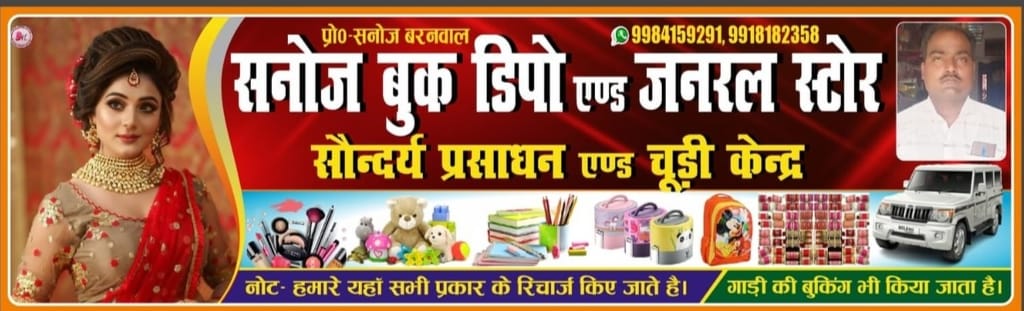 प्रो०-सनोज बरनवाल
9984159291, 9918182358
सनोज बुक डिपो एण्ड जनरल स्टोर
सौन्दर्य प्रसाधन एण्ड चूड़ी केन्द्र
नोट- हमारे यहाँ सभी प्रकार के रिचार्ज किए जाते है।
गाड़ी की बुकिंग भी किया जाता है।